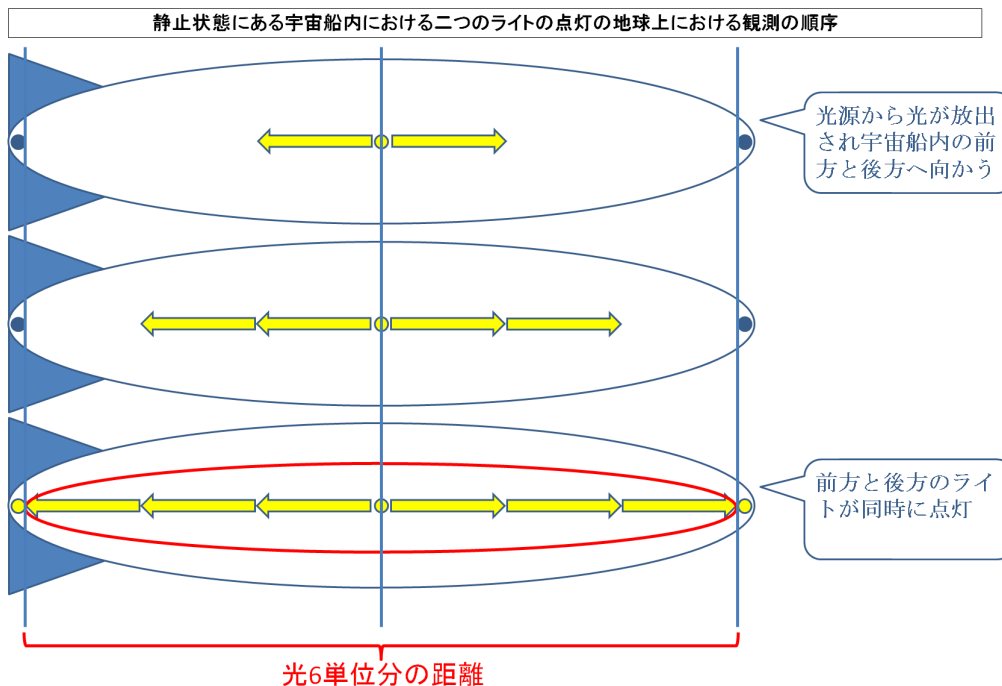 静止状態にある宇宙船内における二つのライトの点灯の地球上における観測の順序
光源から光が放出
され宇宙船内の前
方と後方へ向かう
前方と後方のライ
トが同時に点灯
光6単位分の距離